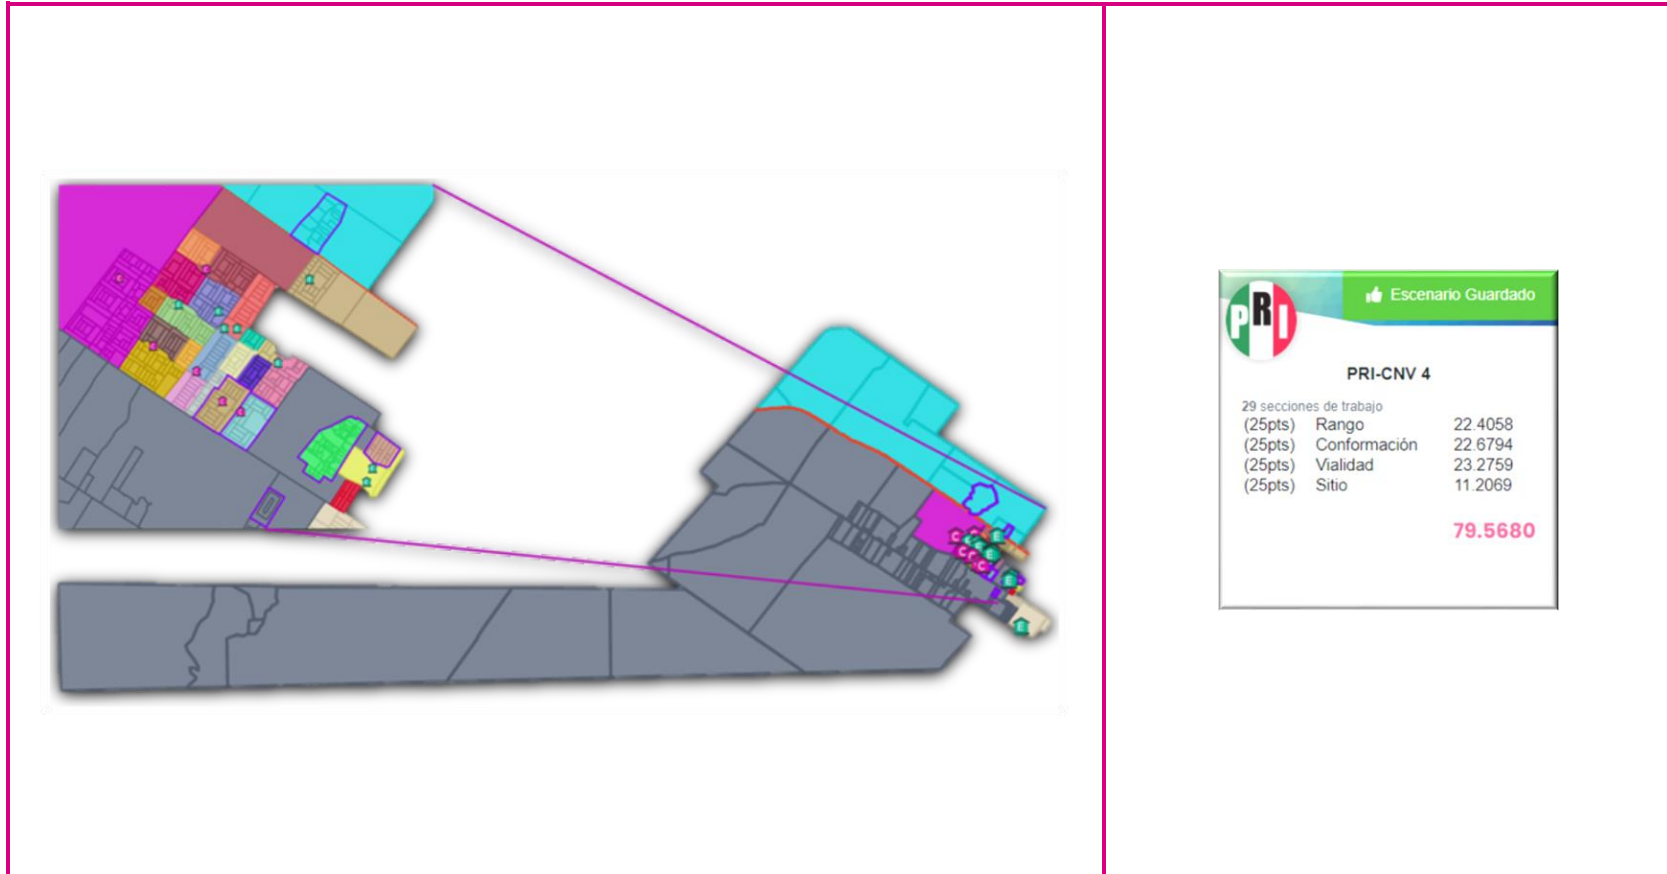 Escenario Guardado
PRI
PRI-CNV 4
29 secciones de trabajo
(25pts) Rango 22.4058
(25pts) Conformación 22.6794
(25pts) Vialidad 23.2759
(25pts) Sitio 11.2069
79.5680
C
E
C
E
C
E
E